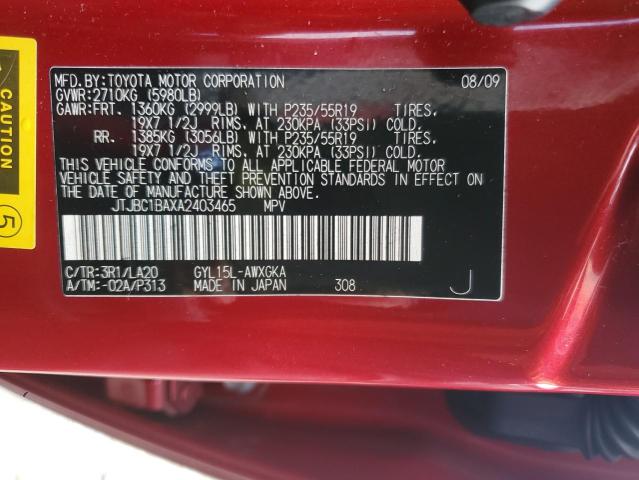 MFD.BY:TOYOTA MOTOR CORPORATION 08/09
GVWR:2710KG (5980LB)
GAWR:FRT. 1360KG (2999LB) WITH P235/55R19 TIRES,
19X7 1/2J RIMS, AT 230KPA (33PSI) COLD.
RR. 1385KG (3056LB) WITH P235/55R19 TIRES,
19X7 1/2J RIMS, AT 230KPA (33PSI) COLD.
THIS VEHICLE CONFORMS TO ALL APPLICABLE FEDERAL MOTOR
VEHICLE SAFETY AND THEFT PREVENTION STANDARDS IN EFFECT ON
THE DATE OF MANUFACTURE SHOWN ABOVE.
JTJBC1BAXA2403465 MPV
C/TR:3R1/LA20 GYL15L-AWXGKA
A/TM:-02A/P313 MADE IN JAPAN 308 J
CAUTION
5